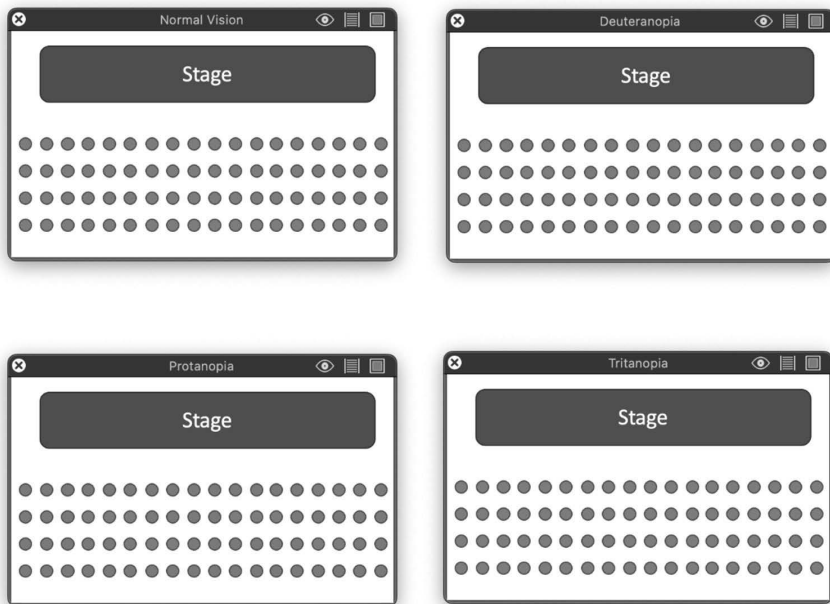 Normal Vision
Stage
Deuteranopia
Stage
Protanopia
Stage
Tritanopia
Stage